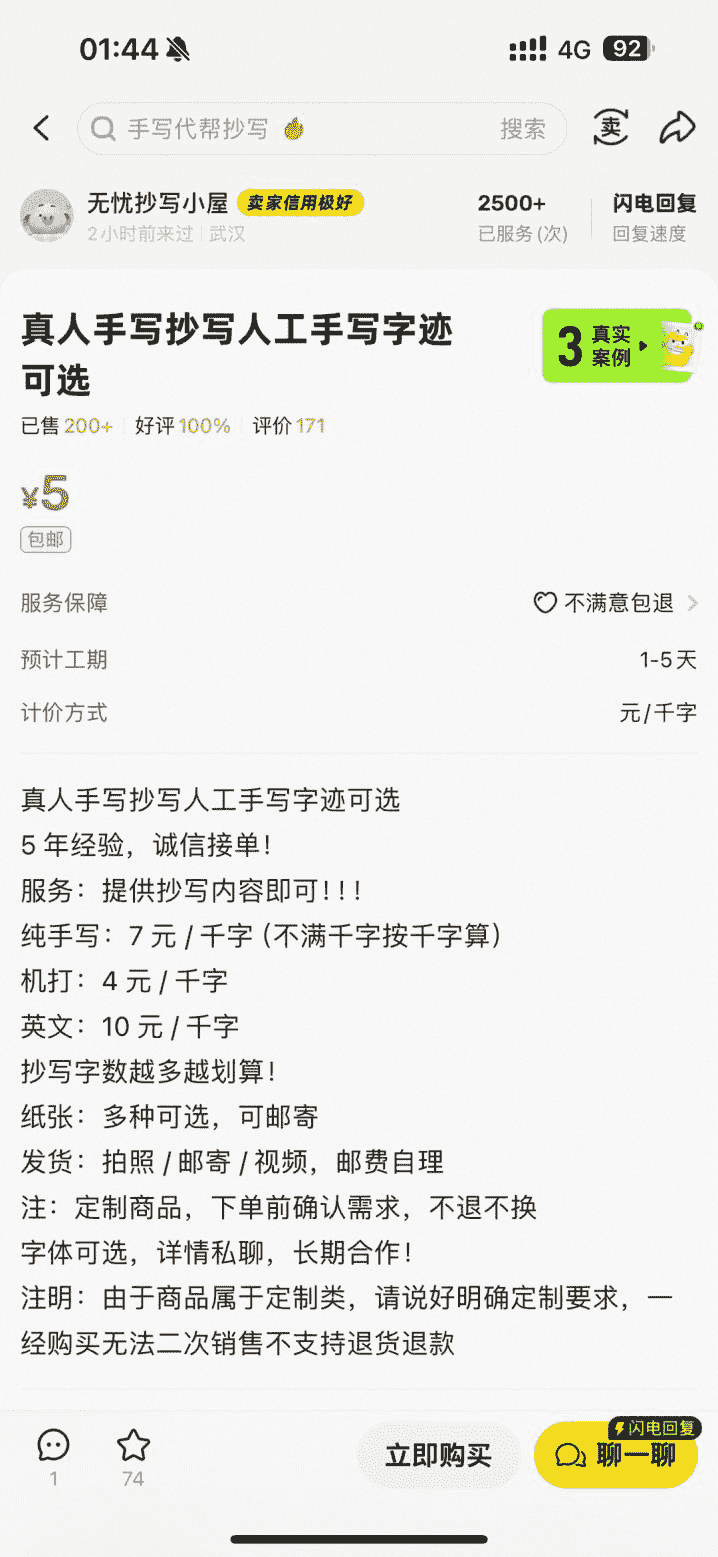 01:44 4G 92
手写代帮抄写 搜索 卖
无忧抄写小屋 卖家信用极好 2500+ 闪电回复
2小时前来过 武汉 已服务(次) 回复速度
真人手写抄写人工手写字迹
可选
3 真实
案例
已售200+ 好评100% 评价171
¥5
包邮
服务保障 不满意包退
预计工期 1-5天
计价方式 元/千字
真人手写抄写人工手写字迹可选
5 年经验，诚信接单！
服务：提供抄写内容即可！！！
纯手写：7 元 / 千字（不满千字按千字算）
机打：4 元 / 千字
英文：10 元 / 千字
抄写字数越多越划算！
纸张：多种可选，可邮寄
发货：拍照 / 邮寄 / 视频，邮费自理
注：定制商品，下单前确认需求，不退不换
字体可选，详情私聊，长期合作！
注明：由于商品属于定制类，请说好明确定制要求，一
经购买无法二次销售不支持退货退款
闪电回复
立即购买 聊一聊
1 74